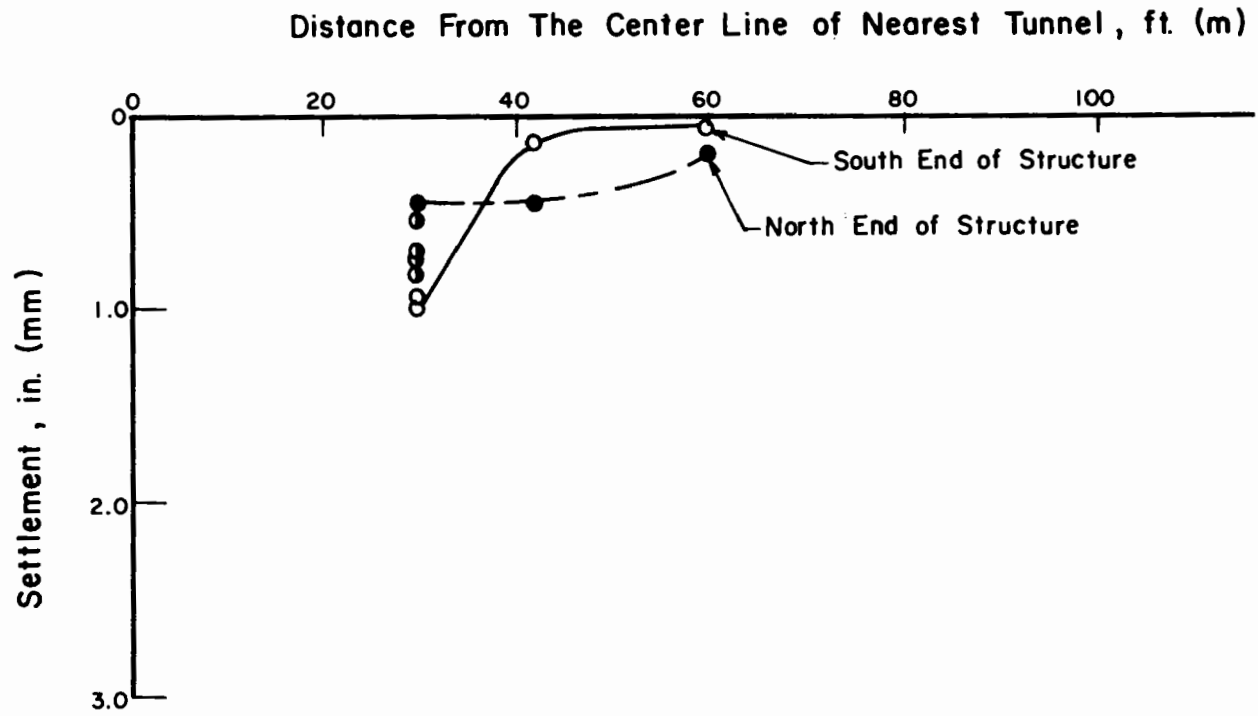 Distance From The Center Line of Nearest Tunnel, ft. (m)
0 20 40 60 80 100
0
South End of Structure
North End of Structure
1.0
2.0
3.0
Settlement, in. (mm)